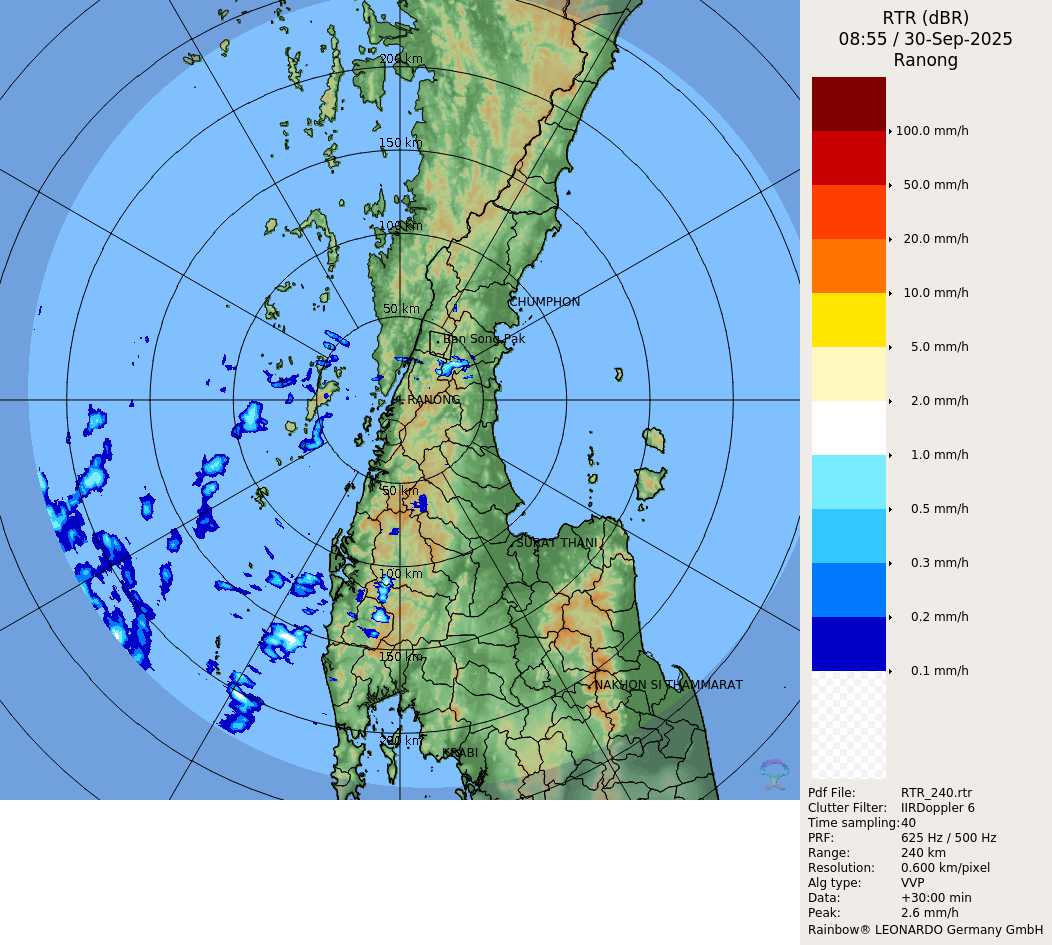 RTR (dBR)
08:55 / 30-Sep-2025
Ranong
100.0 mm/h
50.0 mm/h
20.0 mm/h
10.0 mm/h
5.0 mm/h
2.0 mm/h
1.0 mm/h
0.5 mm/h
0.3 mm/h
0.2 mm/h
0.1 mm/h
Pdf File: RTR_240.rtr
Clutter Filter: IIRDoppler 6
Time sampling: 40
PRF: 625 Hz / 500 Hz
Range: 240 km
Resolution: 0.600 km/pixel
Alg type: VVP
Data: +30:00 min
Peak: 2.6 mm/h
Rainbow® LEONARDO Germany GmbH
200 km
150 km
100 km
CHUMPHON
50 km
Ban Song Pak
RANONG
50 km
SURAT THANI
100 km
150 km
NAKHON SI THAMMARAT
200 km
KRABI